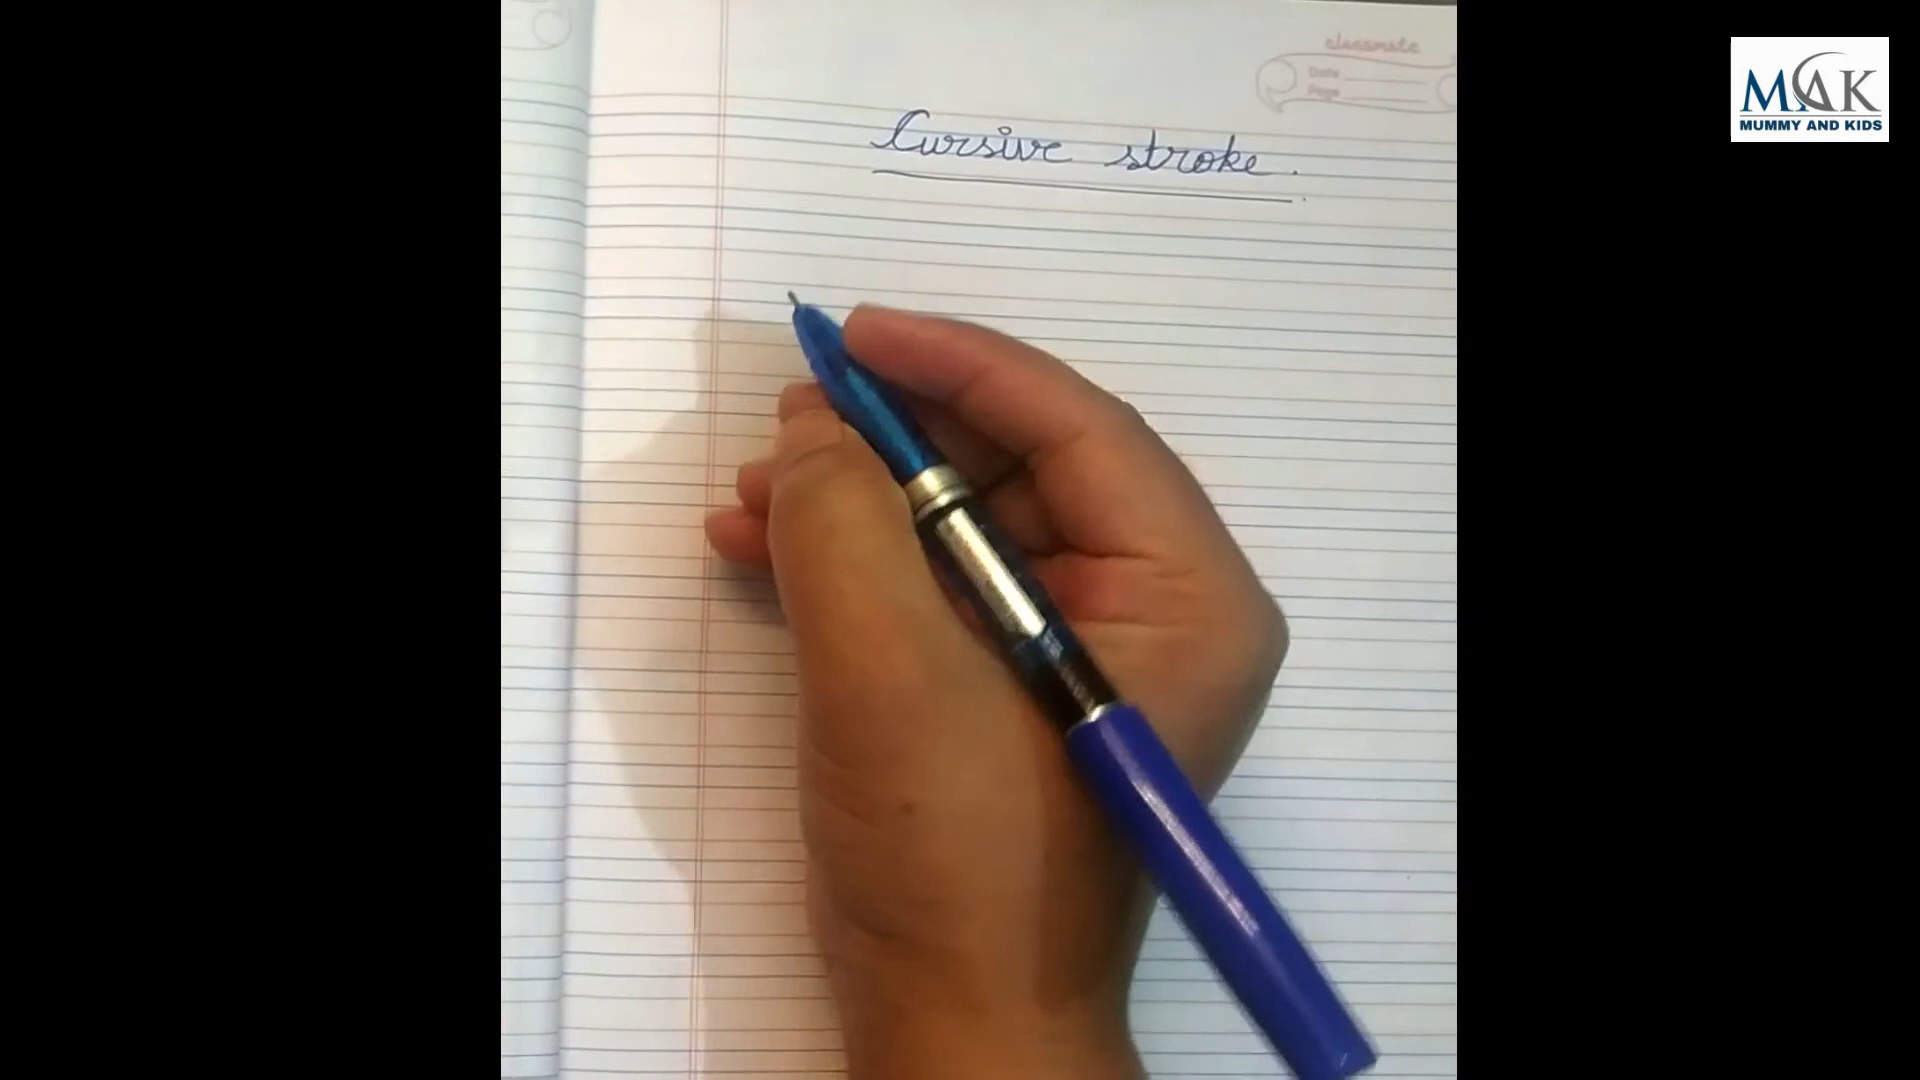 MAK
MUMMY AND KIDS
classmate
Date
Page
Cursive stroke.